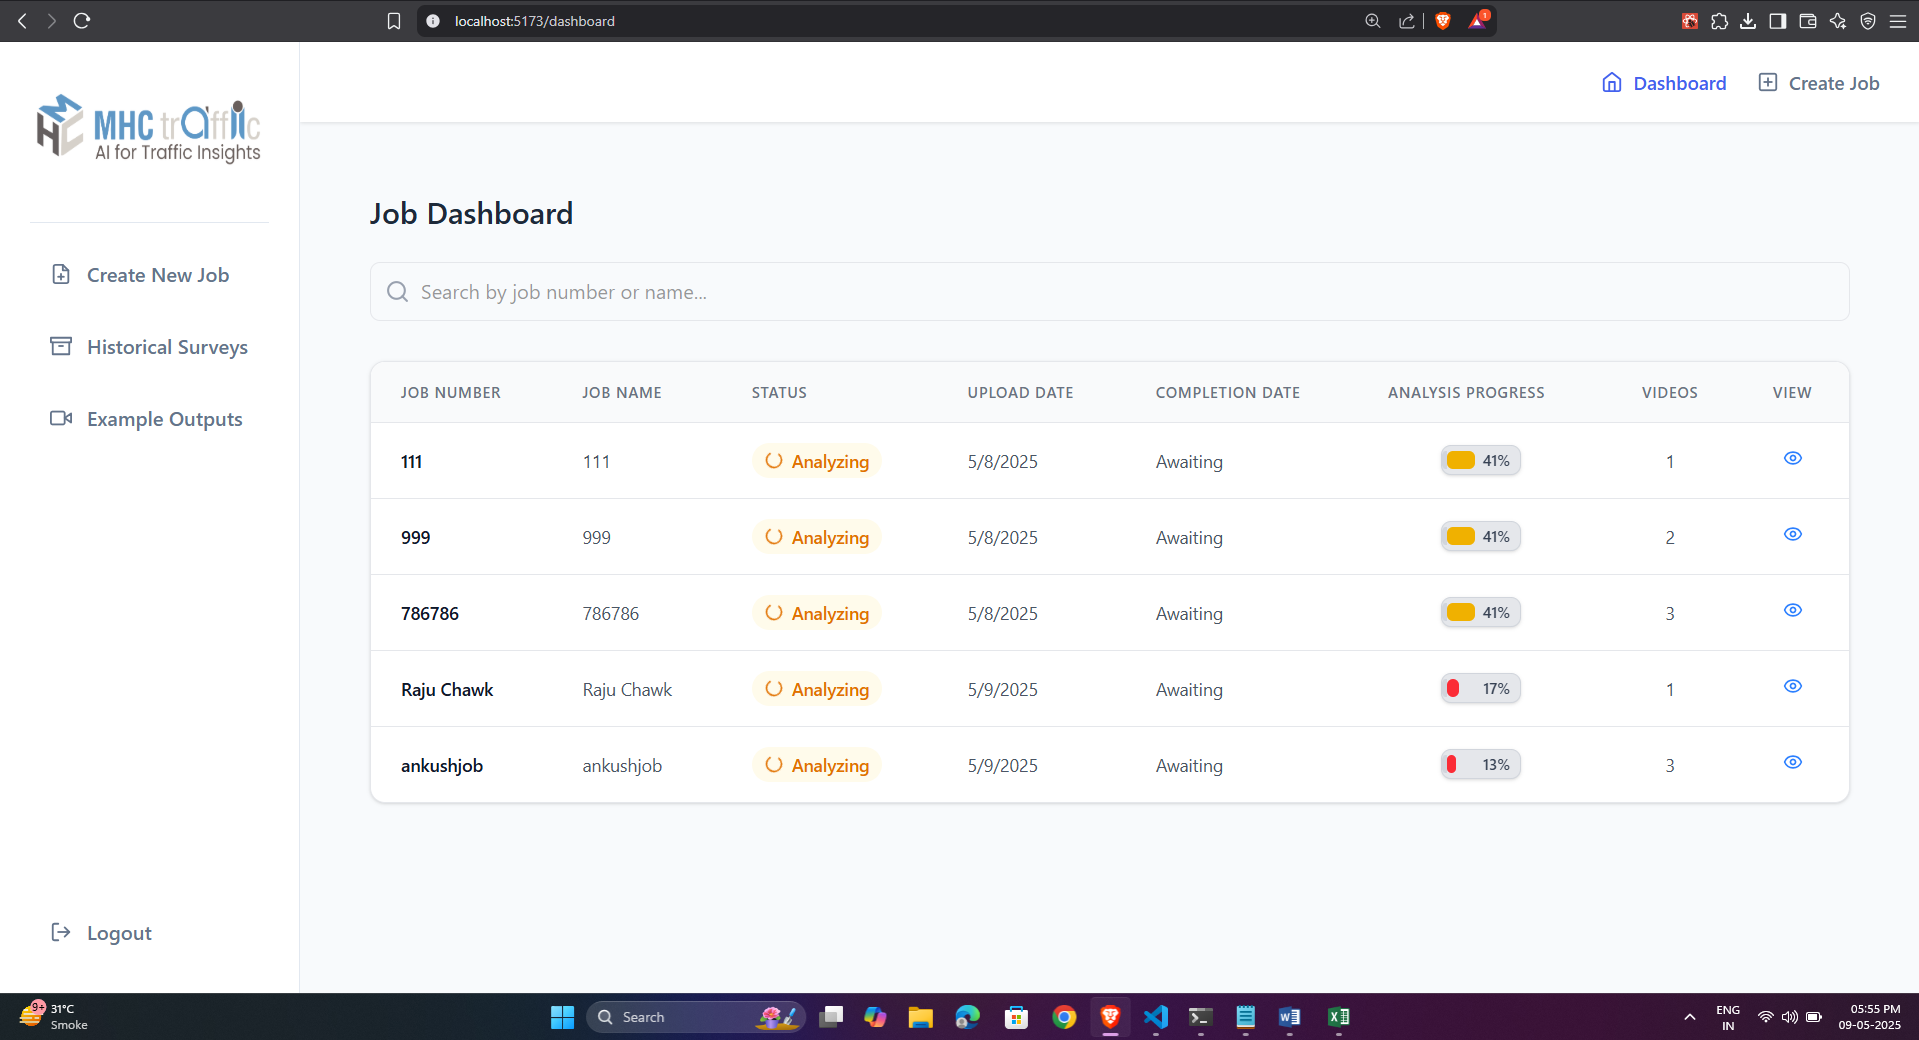 localhost:5173/dashboard
1
MHC traffic
AI for Traffic Insights
Dashboard
Create Job
Create New Job
Historical Surveys
Example Outputs
Logout
Job Dashboard
Search by job number or name...
JOB NUMBER JOB NAME STATUS UPLOAD DATE COMPLETION DATE ANALYSIS PROGRESS VIDEOS VIEW
111 111 Analyzing 5/8/2025 Awaiting 41% 1
999 999 Analyzing 5/8/2025 Awaiting 41% 2
786786 786786 Analyzing 5/8/2025 Awaiting 41% 3
Raju Chawk Raju Chawk Analyzing 5/9/2025 Awaiting 17% 1
ankushjob ankushjob Analyzing 5/9/2025 Awaiting 13% 3
9+
31°C
Smoke
Search
ENG
IN
05:55 PM
09-05-2025